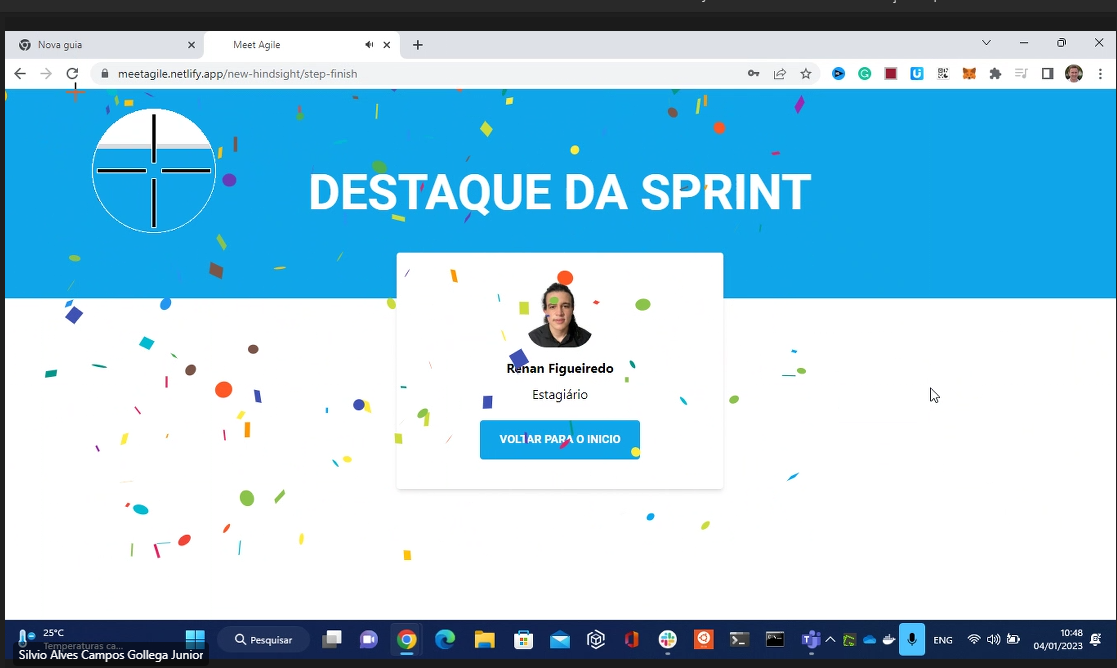 Nova guia
Meet Agile
meetagile.netlify.app/new-hindsight/step-finish
DESTAQUE DA SPRINT
Renan Figueiredo
Estagiário
VOLTAR PARA O INICIO
25°C
Temperaturas ca...
Pesquisar
ENG
10:48
04/01/2023
Silvio Alves Campos Gollega Junior